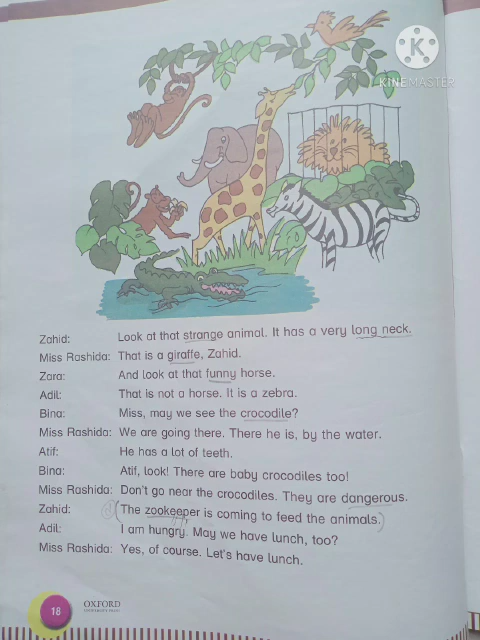 KINEMASTER
Zahid: Look at that strange animal. It has a very long neck.
Miss Rashida: That is a giraffe, Zahid.
Zara: And look at that funny horse.
Adil: That is not a horse. It is a zebra.
Bina: Miss, may we see the crocodile?
Miss Rashida: We are going there. There he is, by the water.
Atif: He has a lot of teeth.
Bina: Atif, look! There are baby crocodiles too!
Miss Rashida: Don't go near the crocodiles. They are dangerous.
Zahid: (The zookeeper is coming to feed the animals.)
Adil: I am hungry. May we have lunch, too?
Miss Rashida: Yes, of course. Let's have lunch.
18
OXFORD
UNIVERSITY PRESS